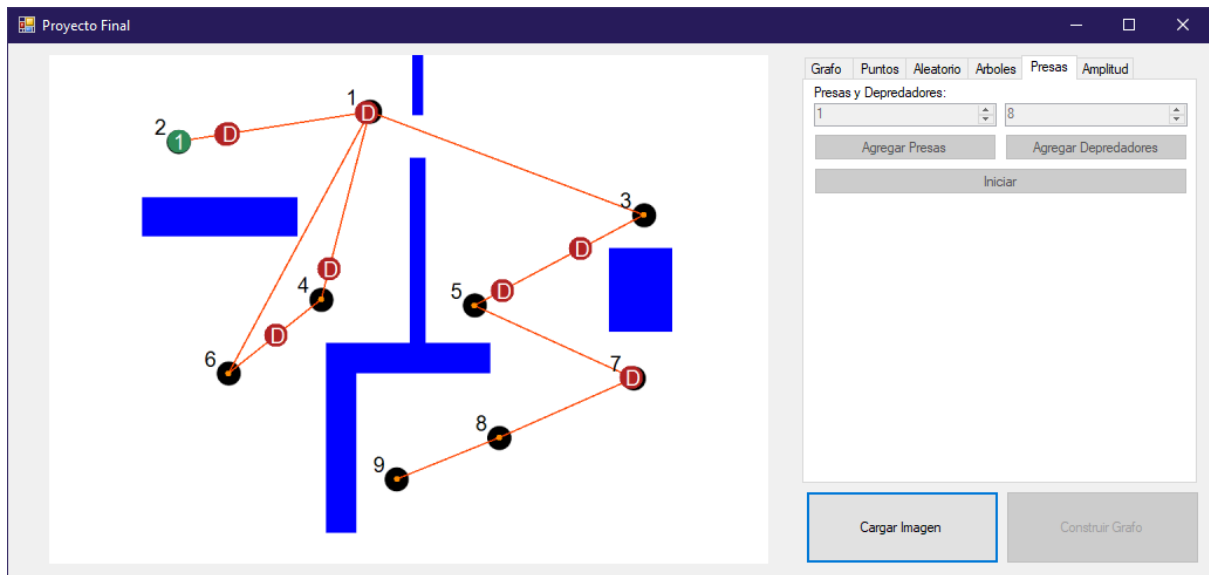 Proyecto Final
Grafo Puntos Aleatorio Arboles Presas Amplitud
Presas y Depredadores:
1 8
Agregar Presas Agregar Depredadores
Iniciar
1
D
2
1 D
3
D
D
4
5 D
D
6
7
D
8
9
Cargar Imagen Construir Grafo